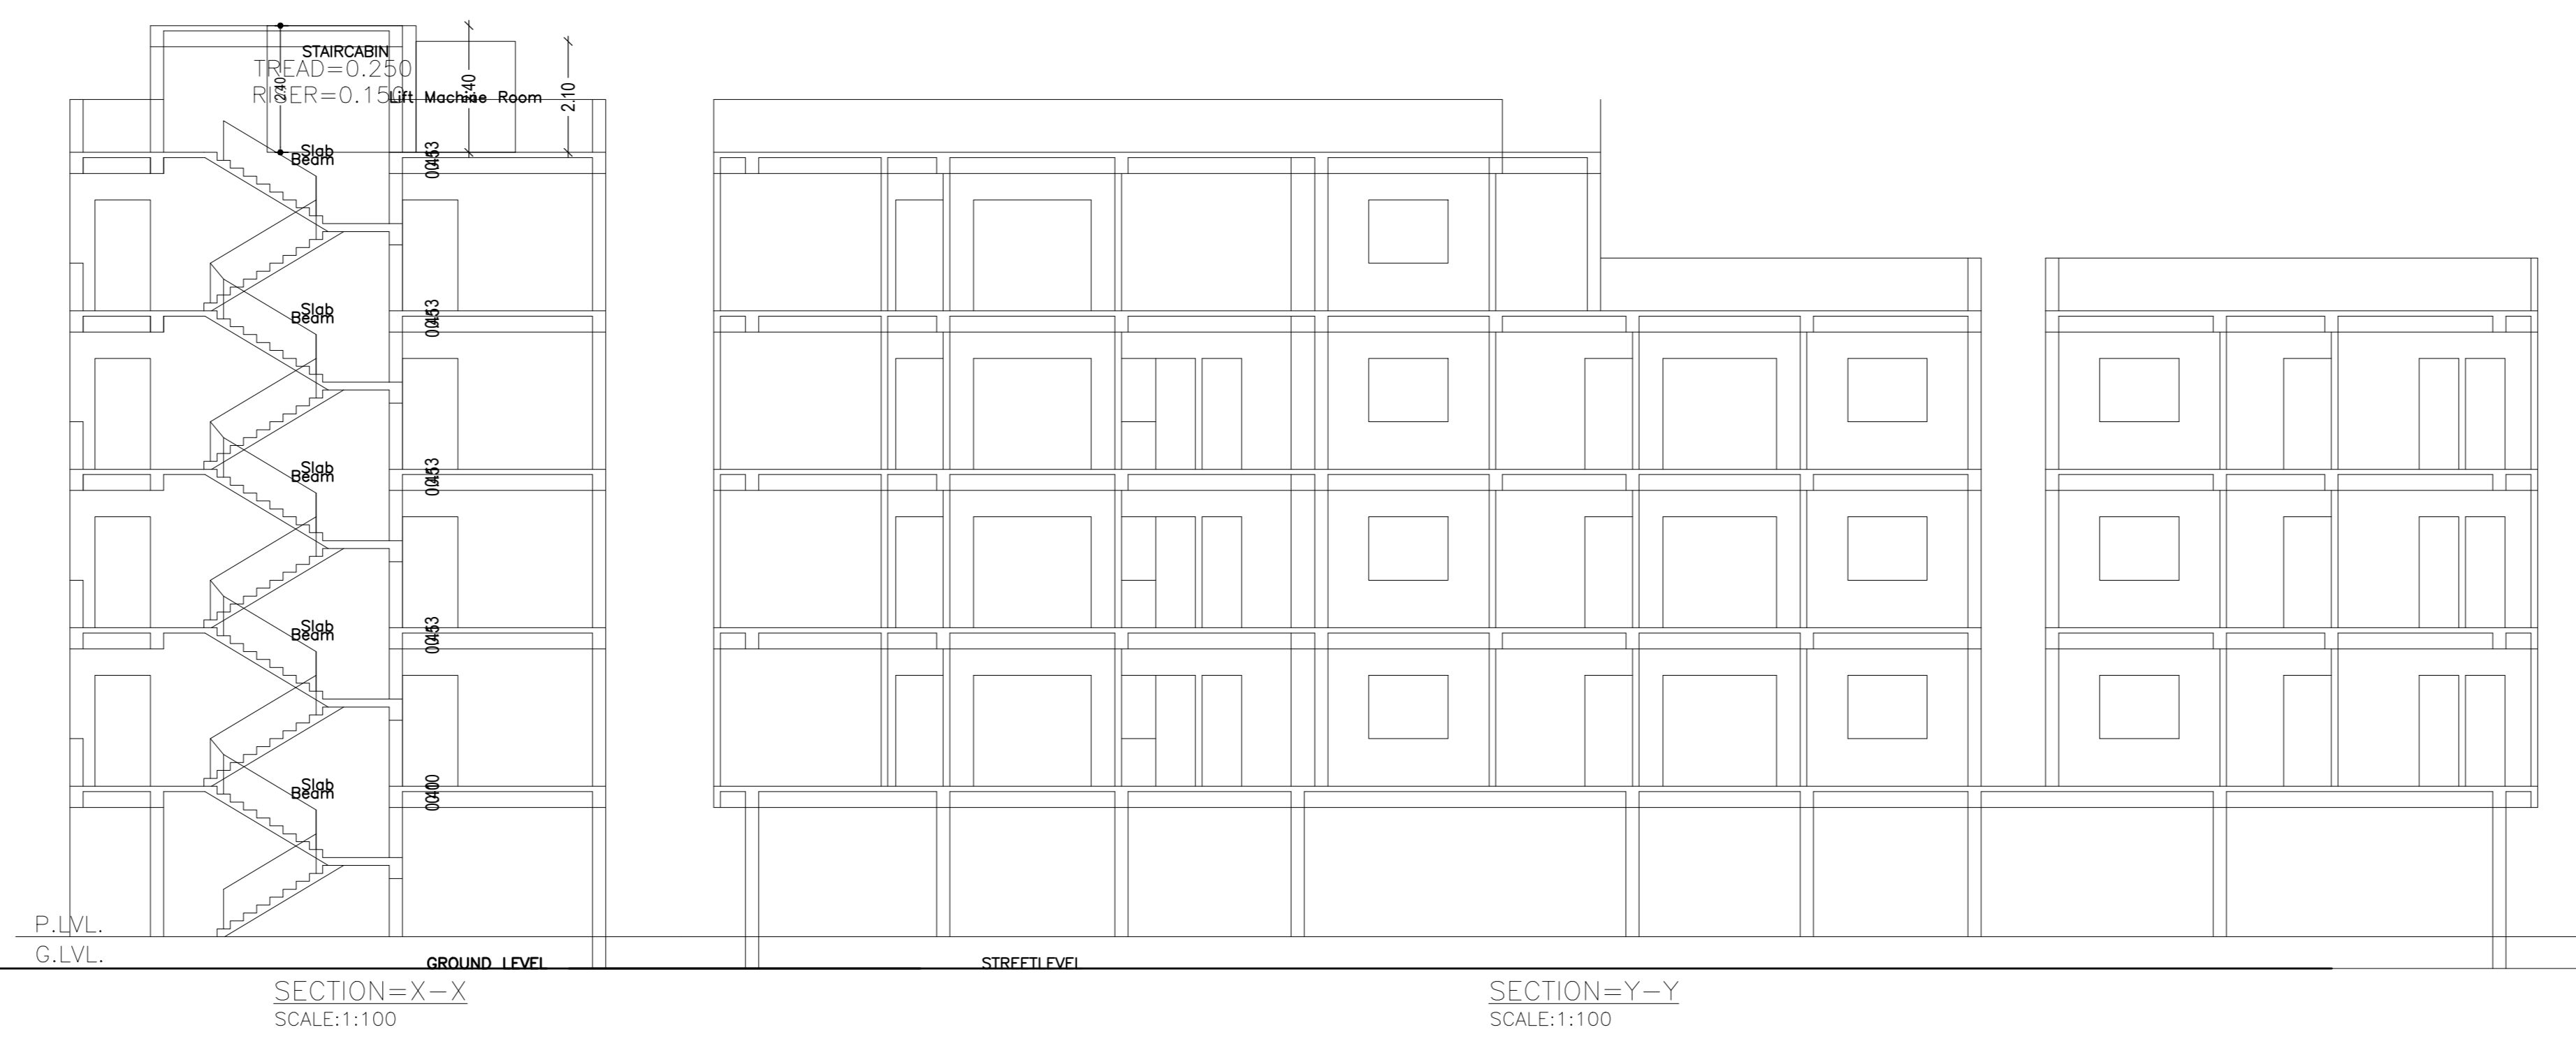 STAIRCABIN
TREAD=0.250
RISER=0.150
Lift Machine Room
2.40
2.40
2.10
Slab
Beam
Slab
Beam
Slab
Beam
Slab
Beam
Slab
Beam
P.LVL.
G.LVL.
GROUND LEVEL
STREETLEVEL
SECTION=X-X
SCALE:1:100
SECTION=Y-Y
SCALE:1:100